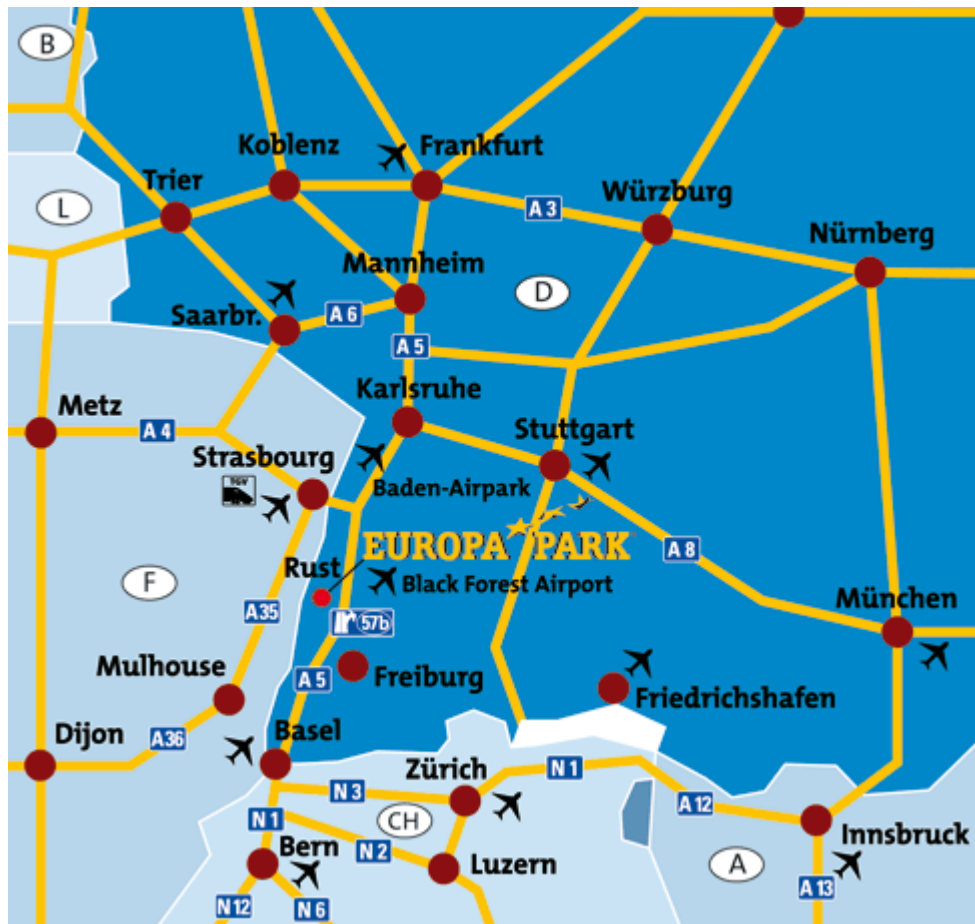 B
Koblenz
Frankfurt
Trier
A 3
Würzburg
L
Nürnberg
Mannheim
D
Saarbr.
A 6
A 5
Karlsruhe
Metz
A 4
Stuttgart
Strasbourg
TGV
Baden-Airpark
EUROPA PARK
A 8
Rust
Black Forest Airport
F
A35
57b
München
Mulhouse
A 5
Freiburg
Friedrichshafen
Dijon
A36
Basel
Zürich
N 1
N 3
A 12
N 1
CH
Innsbruck
Bern
N 2
Luzern
A
A 13
N12
N 6